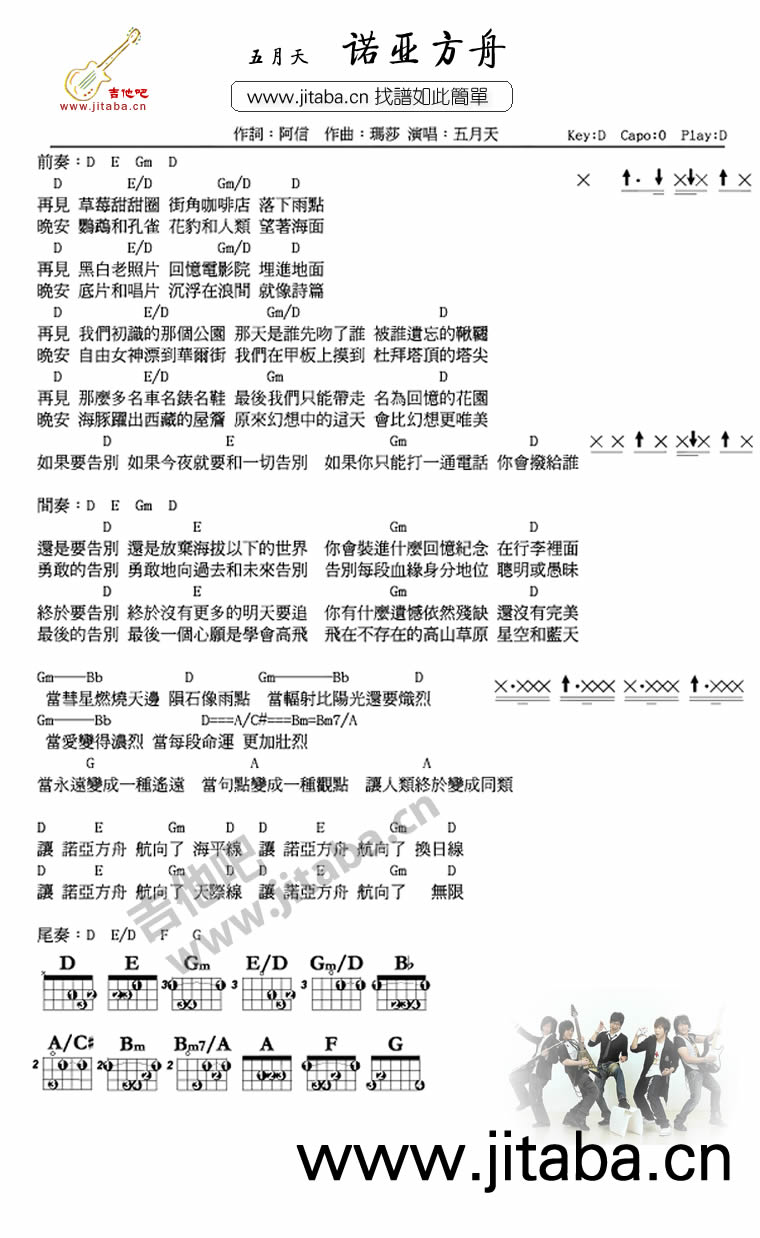 吉他吧
www.jitaba.cn
五月天 诺亚方舟
www.jitaba.cn 找譜如此簡單
作詞：阿信 作曲：瑪莎 演唱：五月天 Key:D Capo:0 Play:D
前奏：D E Gm D
D E/D Gm/D D
再見 草莓甜甜圈 街角咖啡店 落下雨點
晚安 鸚鵡和孔雀 花豹和人類 望著海面
D E/D Gm/D D
再見 黑白老照片 回憶電影院 埋進地面
晚安 底片和唱片 沉浮在浪間 就像詩篇
D E/D Gm/D D
再見 我們初識的那個公園 那天是誰先吻了誰 被誰遺忘的鞦韆
晚安 自由女神漂到華爾街 我們在甲板上摸到 杜拜塔頂的塔尖
D E/D Gm D
再見 那麼多名車名錶名鞋 最後我們只能帶走 名為回憶的花園
晚安 海豚躍出西藏的屋簷 原來幻想中的這天 會比幻想更唯美
D E Gm D
如果要告別 如果今夜就要和一切告別 如果你只能打一通電話 你會撥給誰
間奏：D E Gm D
D E Gm D
還是要告別 還是放棄海拔以下的世界 你會裝進什麼回憶紀念 在行李裡面
勇敢的告別 勇敢地向過去和未來告別 告別每段血緣身分地位 聰明或愚昧
D E Gm D
終於要告別 終於沒有更多的明天要追 你有什麼遺憾依然殘缺 還沒有完美
最後的告別 最後一個心願是學會高飛 飛在不存在的高山草原 星空和藍天
Gm——Bb D Gm———Bb D
當彗星燃燒天邊 隕石像雨點 當輻射比陽光還要熾烈
Gm———Bb D===A/C#===Bm=Bm7/A
當愛變得濃烈 當每段命運 更加壯烈
G A A
當永遠變成一種遙遠 當句點變成一種觀點 讓人類終於變成同類
D E Gm D D E Gm D
讓 諾亞方舟 航向了 海平線 讓 諾亞方舟 航向了 換日線
D E Gm D D E Gm D
讓 諾亞方舟 航向了 天際線 讓 諾亞方舟 航向了 無限
吉他吧
www.jitaba.cn
尾奏：D E/D F G
D E Gm E/D Gm/D B♭
3 3 3
A/C♯ Bm Bm7/A A F G
2 2 2
www.jitaba.cn